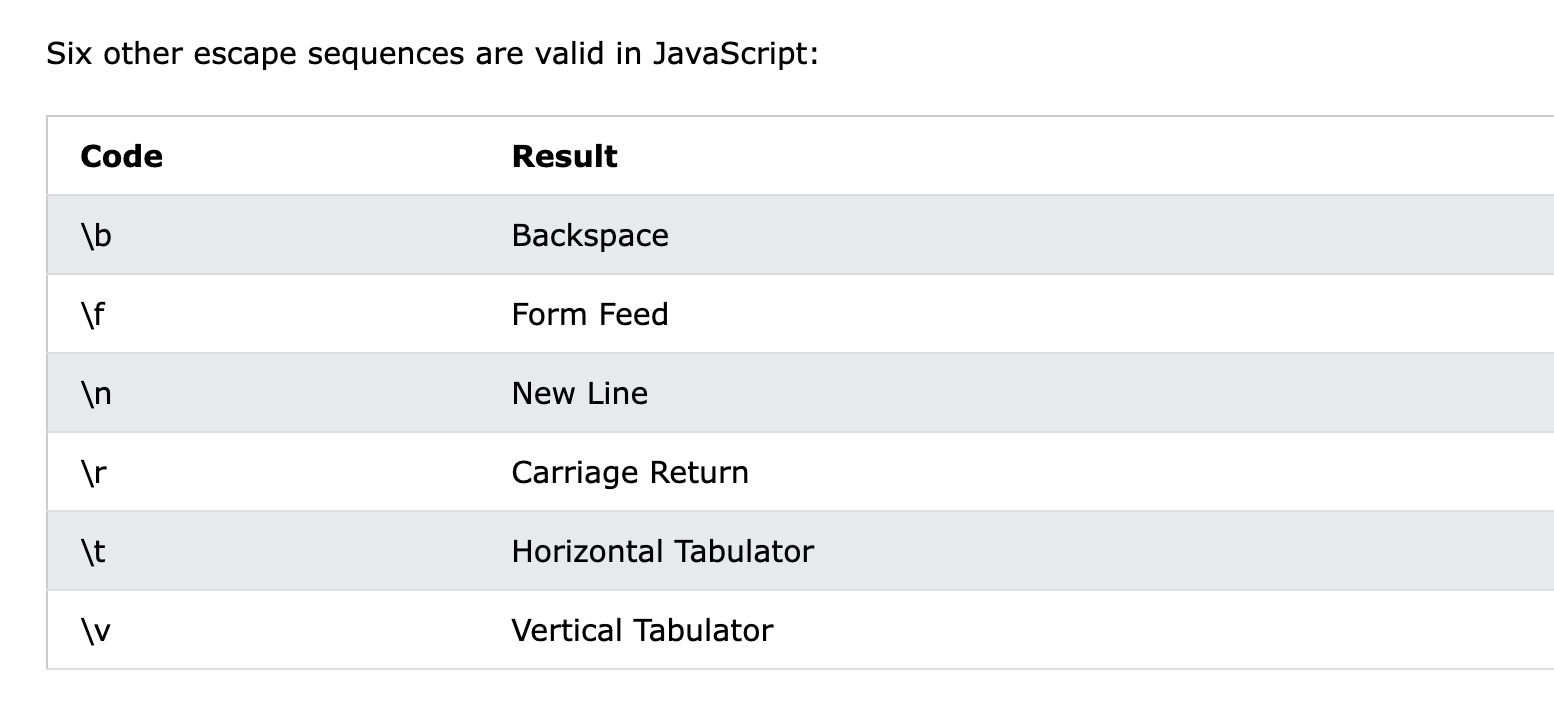 Six other escape sequences are valid in JavaScript:
Code Result
\b Backspace
\f Form Feed
\n New Line
\r Carriage Return
\t Horizontal Tabulator
\v Vertical Tabulator